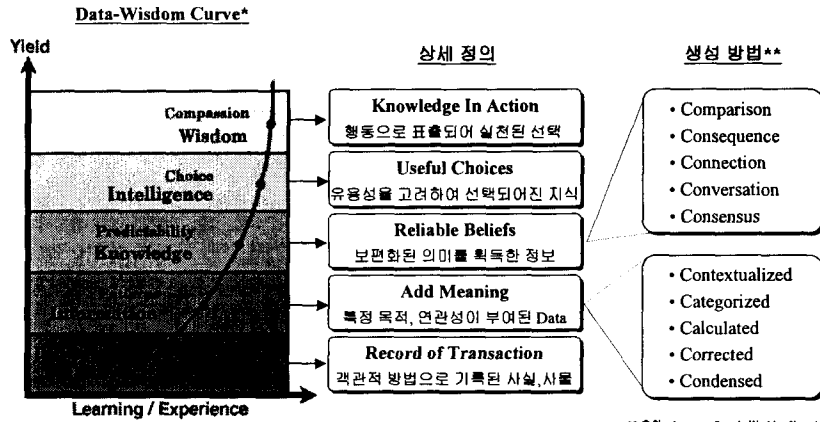 Data-Wisdom Curve*
Yield
상세 정의
생성 방법**
Compassion
Wisdom
Choice
Intelligence
Predictability
Knowledge
Information
Learning / Experience
Knowledge In Action
행동으로 표출되어 실천된 선택
Useful Choices
유용성을 고려하여 선택되어진 지식
Reliable Beliefs
보편화된 의미를 획득한 정보
Add Meaning
특정 목적, 연관성이 부여된 Data
Record of Transaction
객관적 방법으로 기록된 사실,사물
• Comparison
• Consequence
• Connection
• Conversation
• Consensus
• Contextualized
• Categorized
• Calculated
• Corrected
• Condensed